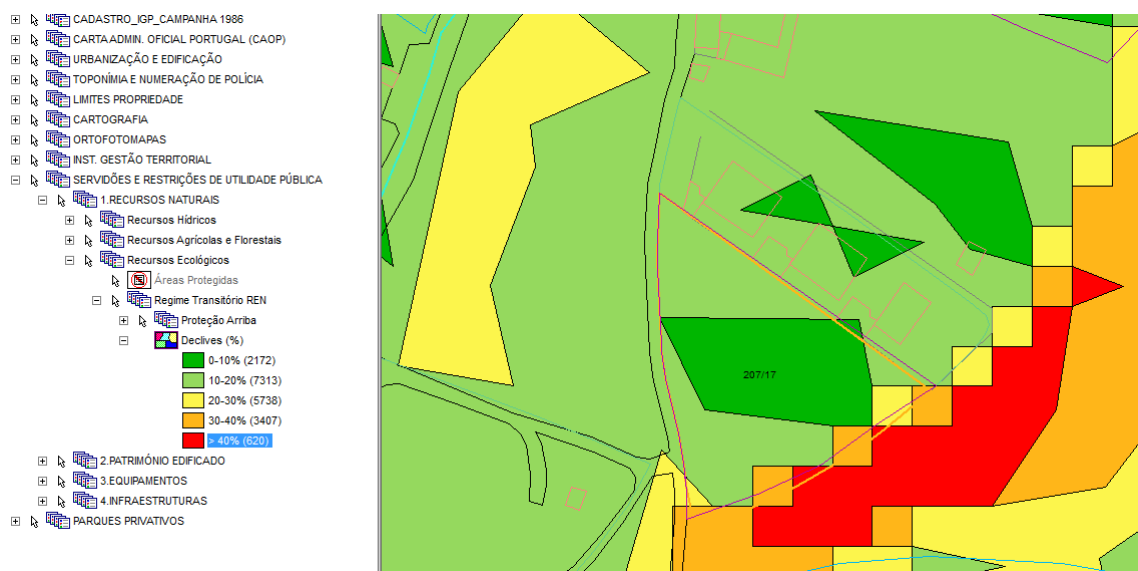 CADASTRO_IGP_CAMPANHA 1986
CARTA ADMIN. OFICIAL PORTUGAL (CAOP)
URBANIZAÇÃO E EDIFICAÇÃO
TOPONÍMIA E NUMERAÇÃO DE POLÍCIA
LIMITES PROPRIEDADE
CARTOGRAFIA
ORTOFOTOMAPAS
INST. GESTÃO TERRITORIAL
SERVIDÕES E RESTRIÇÕES DE UTILIDADE PÚBLICA
1.RECURSOS NATURAIS
Recursos Hídricos
Recursos Agrícolas e Florestais
Recursos Ecológicos
Áreas Protegidas
Regime Transitório REN
Proteção Arriba
Declives (%)
0-10% (2172)
10-20% (7313)
20-30% (5738)
30-40% (3407)
> 40% (620)
2.PATRIMÓNIO EDIFICADO
3.EQUIPAMENTOS
4.INFRAESTRUTURAS
PARQUES PRIVATIVOS
207/17